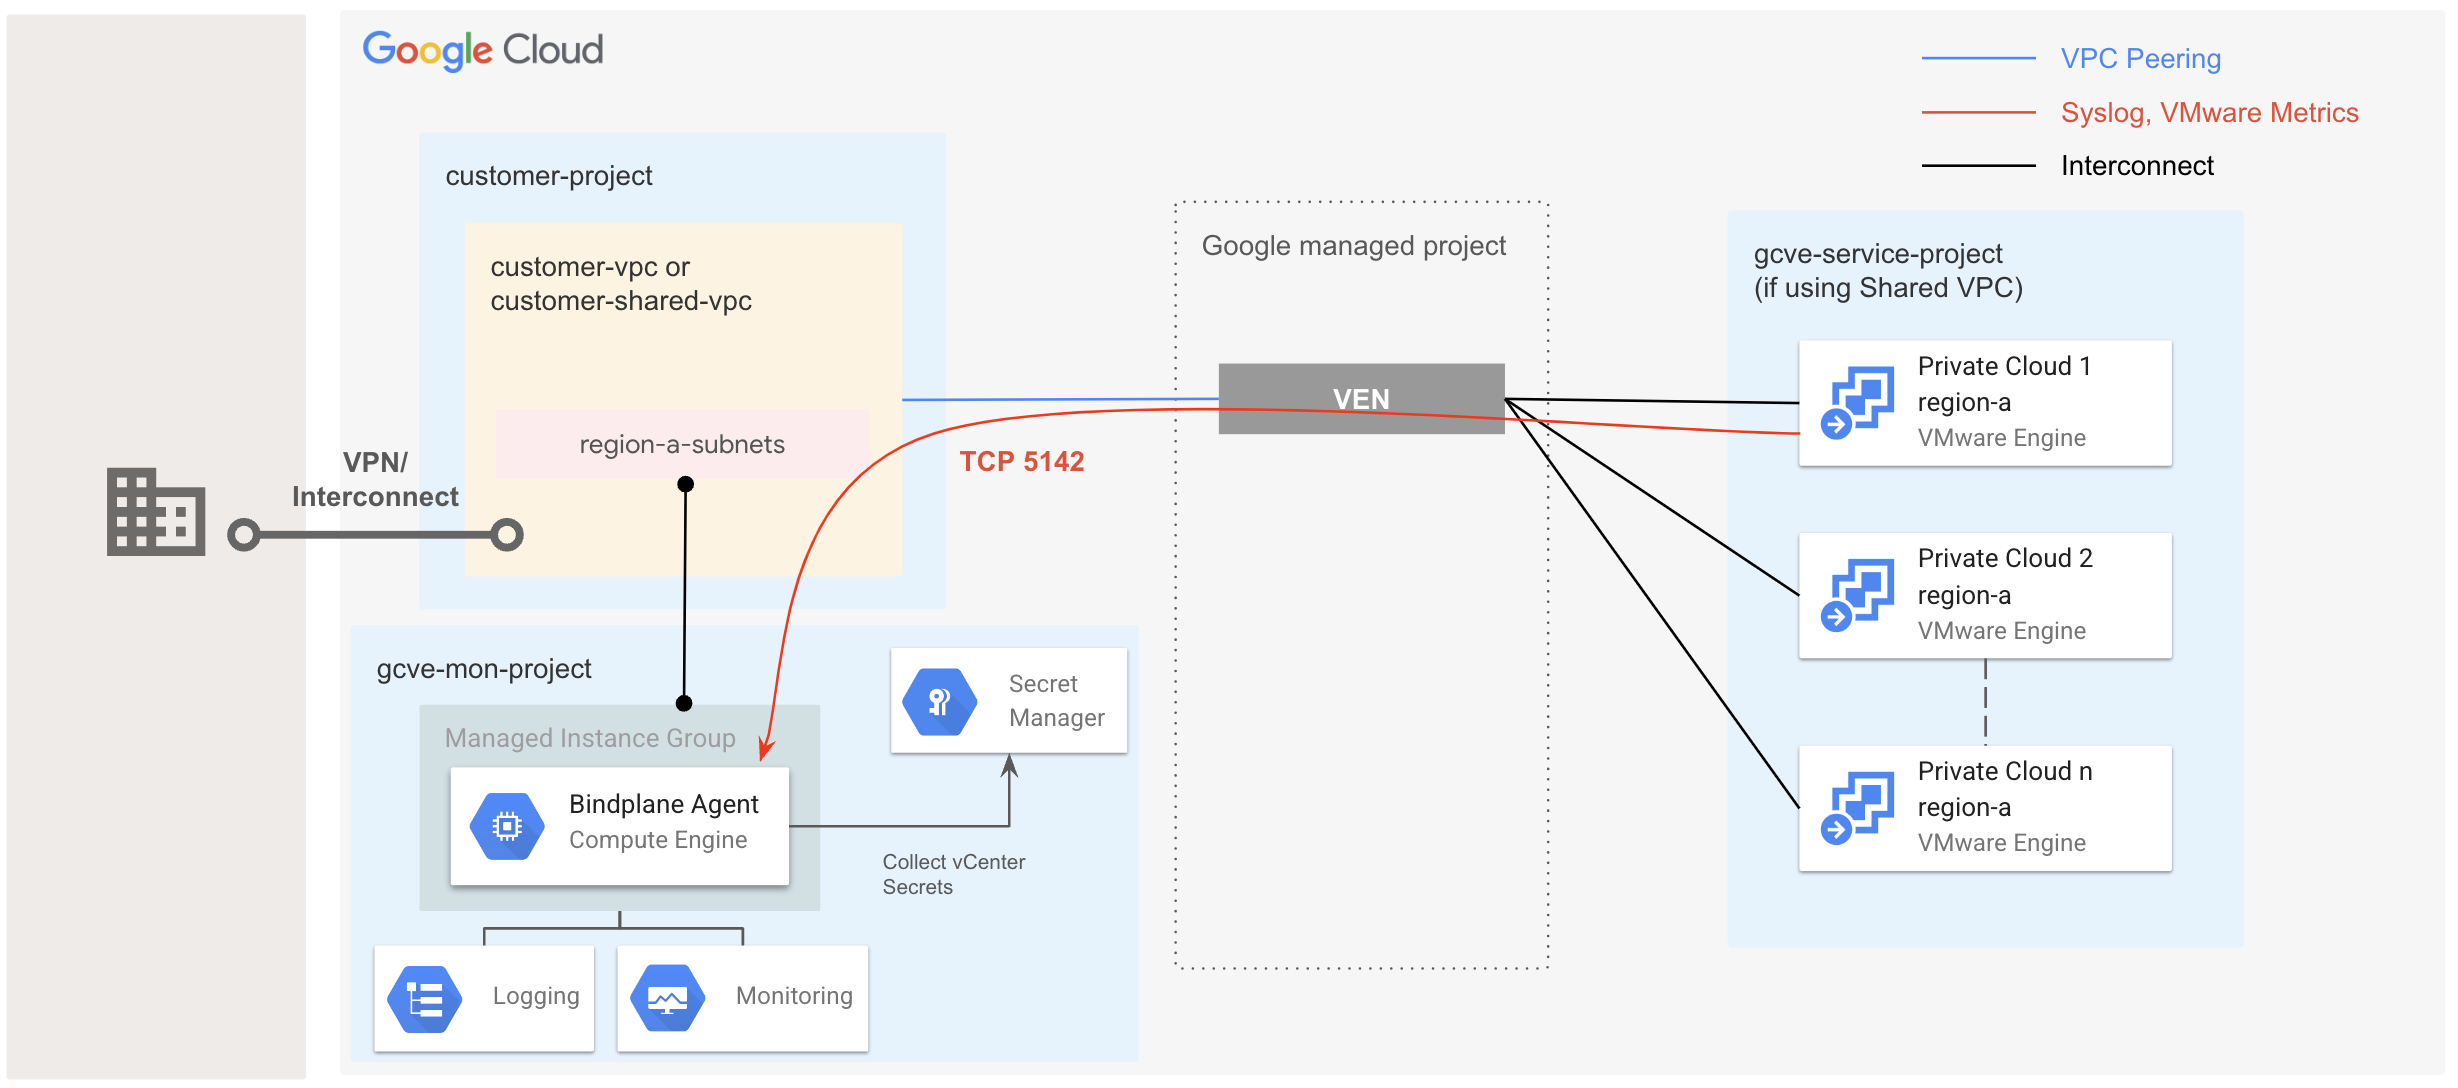 Google Cloud
VPC Peering
Syslog, VMware Metrics
Interconnect
customer-project
customer-vpc or
customer-shared-vpc
region-a-subnets
VPN/
Interconnect
TCP 5142
Google managed project
VEN
gcve-service-project
(if using Shared VPC)
Private Cloud 1
region-a
VMware Engine
Private Cloud 2
region-a
VMware Engine
Private Cloud n
region-a
VMware Engine
gcve-mon-project
Managed Instance Group
Bindplane Agent
Compute Engine
Secret
Manager
Collect vCenter
Secrets
Logging
Monitoring